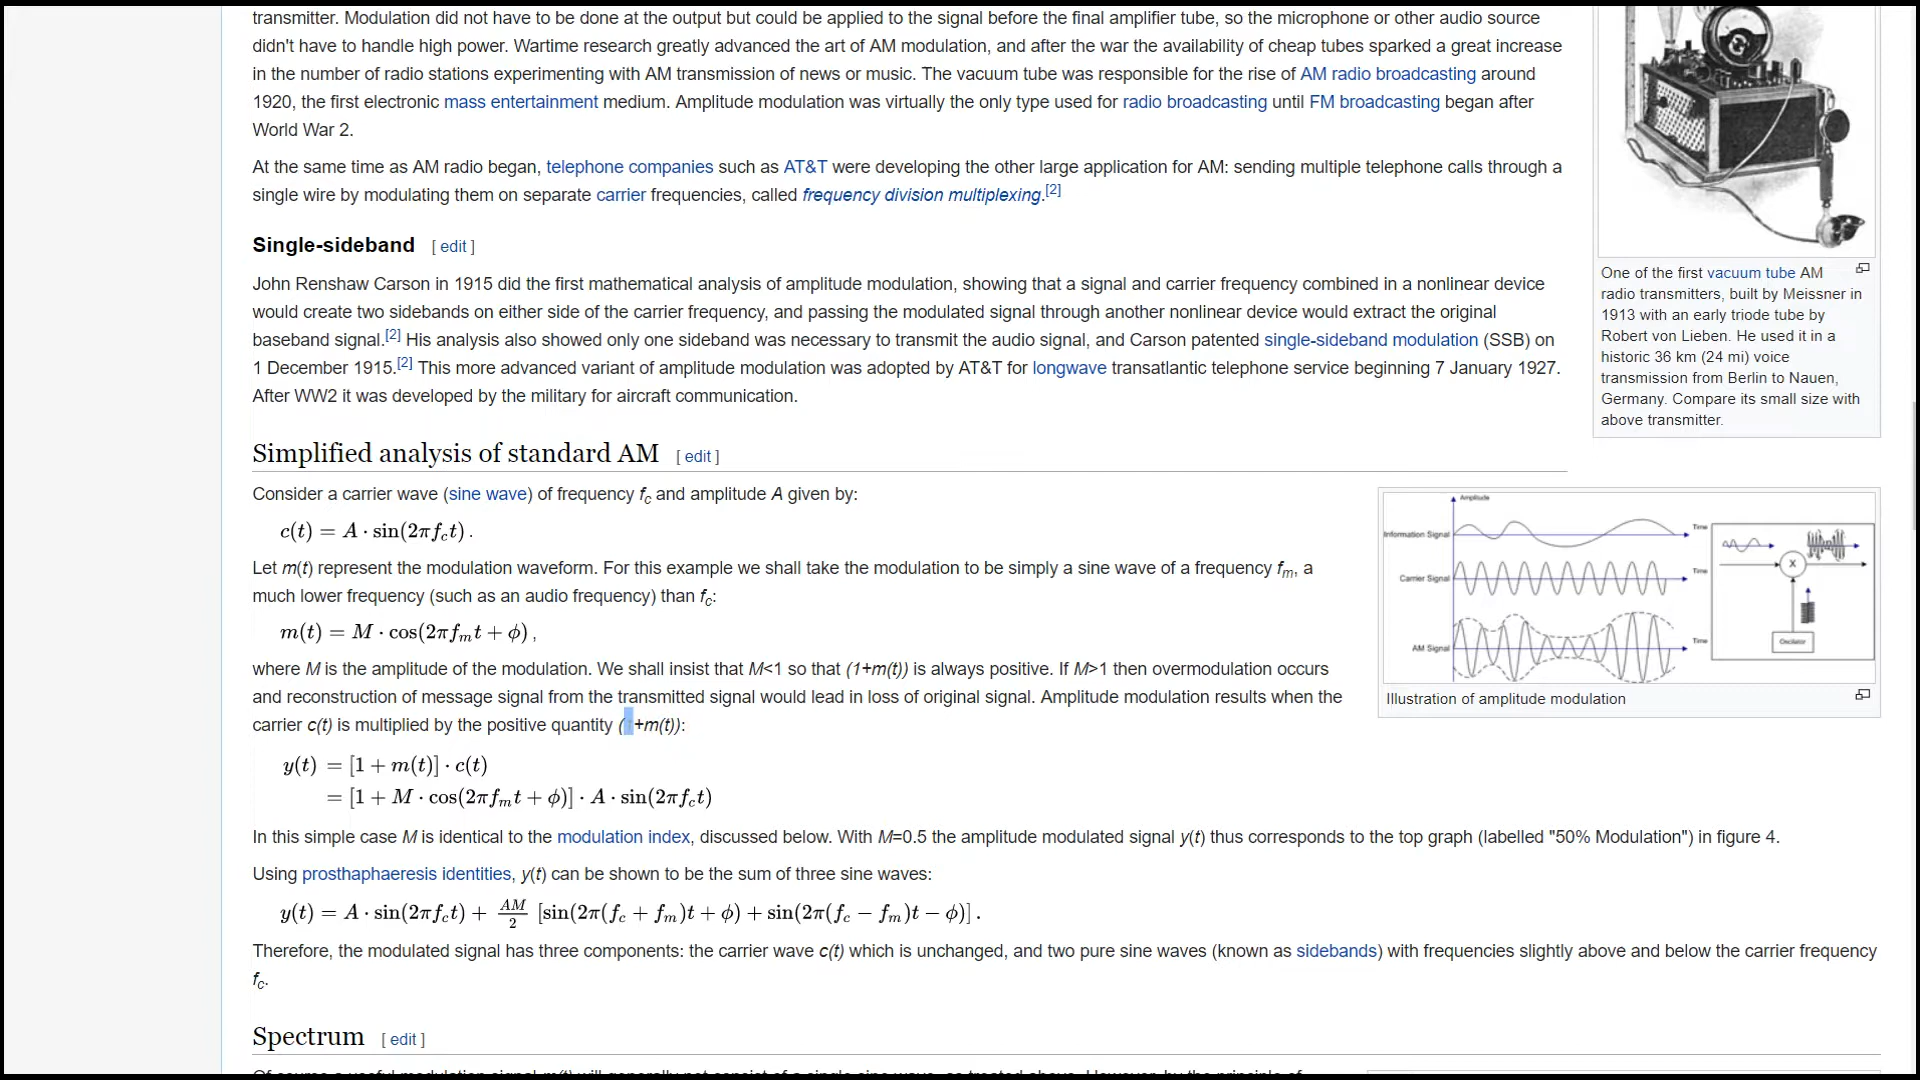 transmitter. Modulation did not have to be done at the output but could be applied to the signal before the final amplifier tube, so the microphone or other audio source
didn't have to handle high power. Wartime research greatly advanced the art of AM modulation, and after the war the availability of cheap tubes sparked a great increase
in the number of radio stations experimenting with AM transmission of news or music. The vacuum tube was responsible for the rise of AM radio broadcasting around
1920, the first electronic mass entertainment medium. Amplitude modulation was virtually the only type used for radio broadcasting until FM broadcasting began after
World War 2.
At the same time as AM radio began, telephone companies such as AT&T were developing the other large application for AM: sending multiple telephone calls through a
single wire by modulating them on separate carrier frequencies, called frequency division multiplexing.[2]
Single-sideband [ edit ]
John Renshaw Carson in 1915 did the first mathematical analysis of amplitude modulation, showing that a signal and carrier frequency combined in a nonlinear device
would create two sidebands on either side of the carrier frequency, and passing the modulated signal through another nonlinear device would extract the original
baseband signal.[2] His analysis also showed only one sideband was necessary to transmit the audio signal, and Carson patented single-sideband modulation (SSB) on
1 December 1915.[2] This more advanced variant of amplitude modulation was adopted by AT&T for longwave transatlantic telephone service beginning 7 January 1927.
After WW2 it was developed by the military for aircraft communication.
One of the first vacuum tube AM
radio transmitters, built by Meissner in
1913 with an early triode tube by
Robert von Lieben. He used it in a
historic 36 km (24 mi) voice
transmission from Berlin to Nauen,
Germany. Compare its small size with
above transmitter.
Simplified analysis of standard AM [ edit ]
Consider a carrier wave (sine wave) of frequency fc and amplitude A given by:
c(t) = A · sin(2πfct).
Let m(t) represent the modulation waveform. For this example we shall take the modulation to be simply a sine wave of a frequency fm, a
much lower frequency (such as an audio frequency) than fc:
m(t) = M · cos(2πfmt + ϕ),
where M is the amplitude of the modulation. We shall insist that M<1 so that (1+m(t)) is always positive. If M>1 then overmodulation occurs
and reconstruction of message signal from the transmitted signal would lead in loss of original signal. Amplitude modulation results when the
carrier c(t) is multiplied by the positive quantity (1+m(t)):
y(t) = [1 + m(t)] · c(t)
= [1 + M · cos(2πfmt + ϕ)] · A · sin(2πfct)
Amplitude
Information Signal
Time
Carrier Signal
Time
AM Signal
Time
X
Oscillator
Illustration of amplitude modulation
In this simple case M is identical to the modulation index, discussed below. With M=0.5 the amplitude modulated signal y(t) thus corresponds to the top graph (labelled "50% Modulation") in figure 4.
Using prosthaphaeresis identities, y(t) can be shown to be the sum of three sine waves:
y(t) = A · sin(2πfct) + AM/2 [sin(2π(fc + fm)t + ϕ) + sin(2π(fc − fm)t − ϕ)].
Therefore, the modulated signal has three components: the carrier wave c(t) which is unchanged, and two pure sine waves (known as sidebands) with frequencies slightly above and below the carrier frequency
fc.
Spectrum [ edit ]